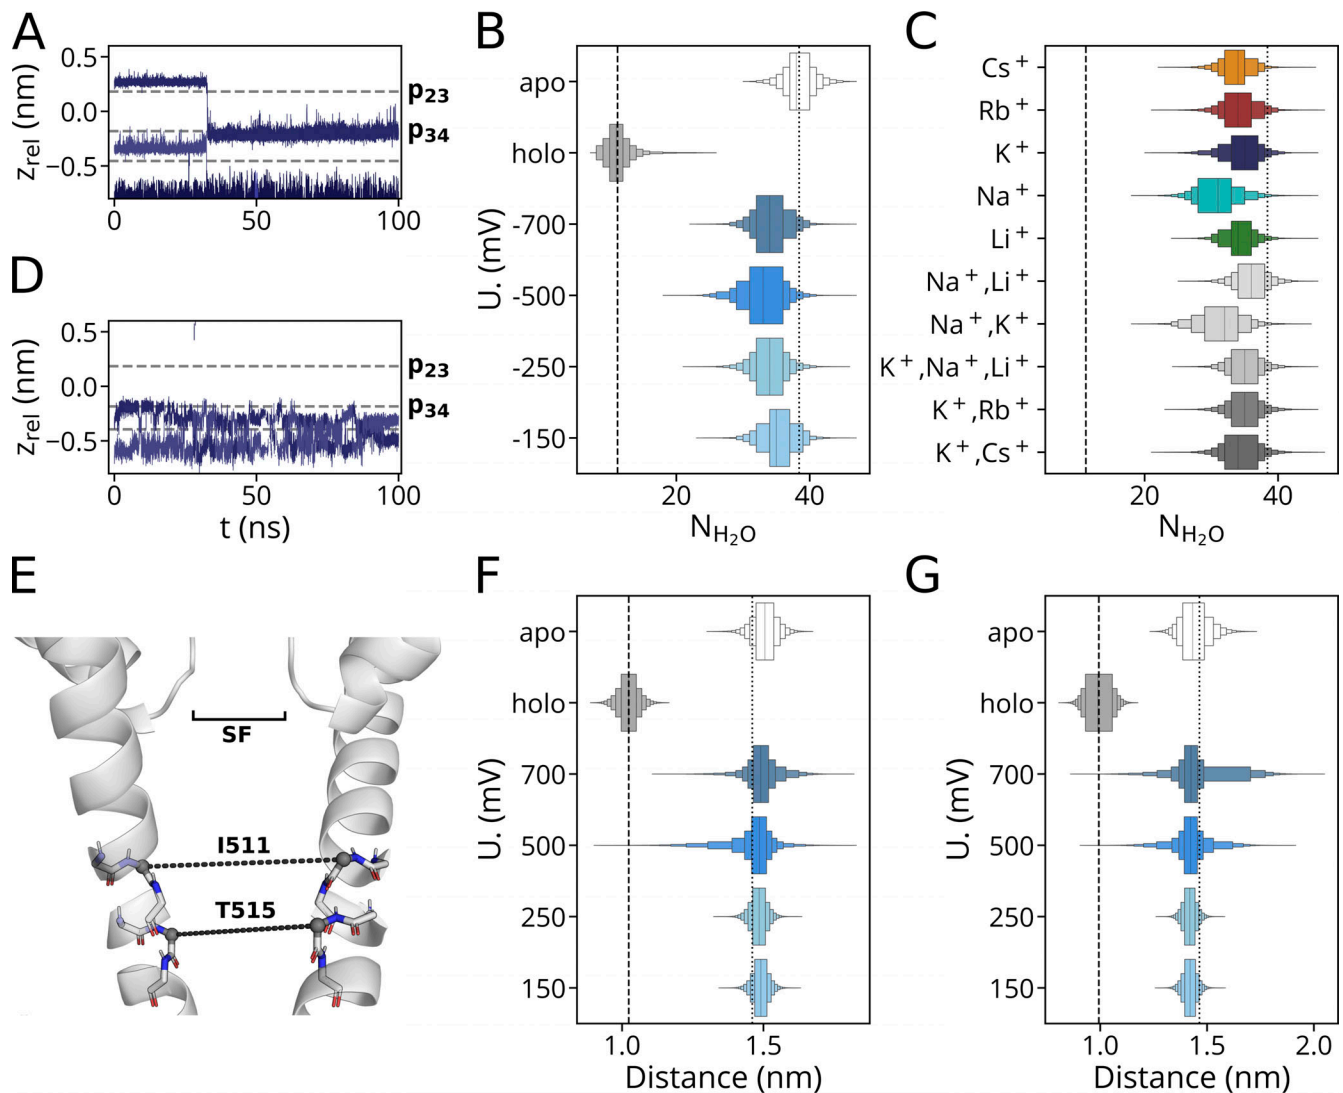 A
z_rel (nm)
0.5
0.0
−0.5
p₂₃
p₃₄
0
50
100
B
apo
holo
-700
-500
-250
-150
U. (mV)
20
40
N_H₂O
C
Cs⁺
Rb⁺
K⁺
Na⁺
Li⁺
Na⁺,Li⁺
Na⁺,K⁺
K⁺,Na⁺,Li⁺
K⁺,Rb⁺
K⁺,Cs⁺
20
40
N_H₂O
D
z_rel (nm)
0.5
0.0
−0.5
p₂₃
p₃₄
0
50
100
t (ns)
E
SF
I511
T515
F
apo
holo
700
500
250
150
U. (mV)
1.0
1.5
Distance (nm)
G
apo
holo
700
500
250
150
U. (mV)
1.0
1.5
2.0
Distance (nm)